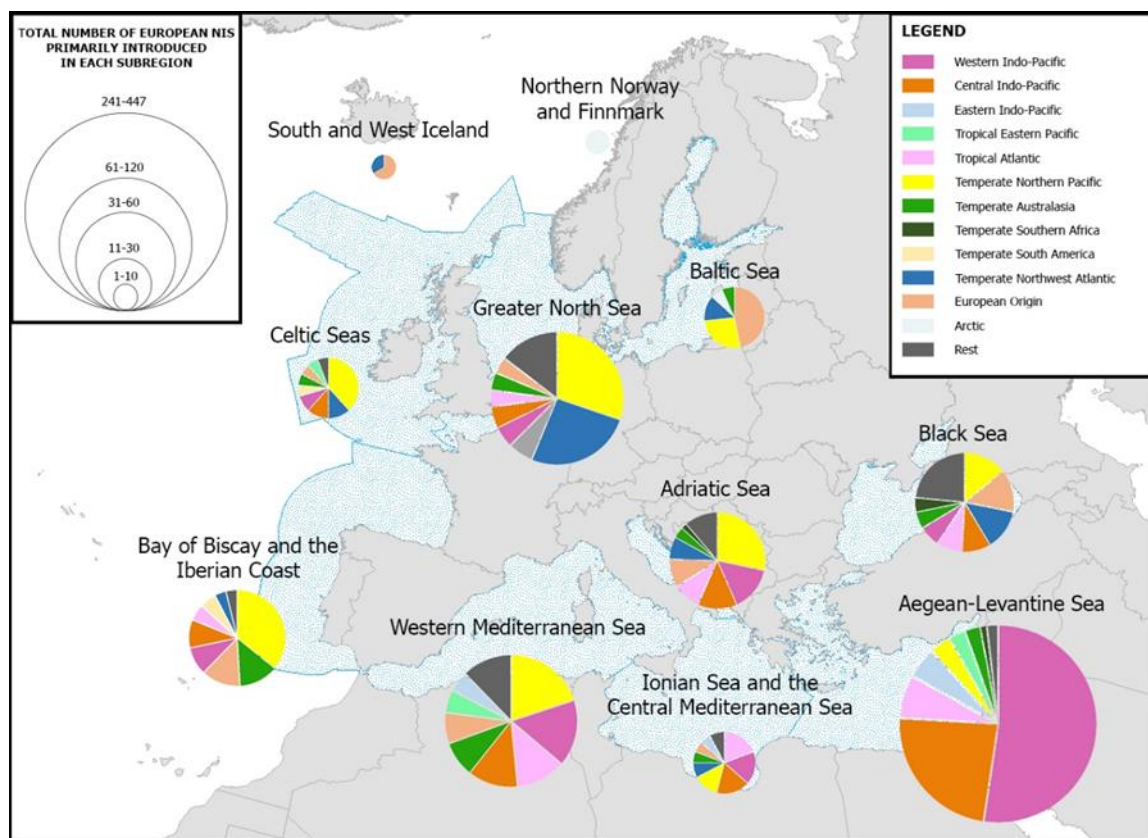 TOTAL NUMBER OF EUROPEAN NIS
PRIMARILY INTRODUCED
IN EACH SUBREGION
241-447
61-120
31-60
11-30
1-10
LEGEND
Western Indo-Pacific
Central Indo-Pacific
Eastern Indo-Pacific
Tropical Eastern Pacific
Tropical Atlantic
Temperate Northern Pacific
Temperate Australasia
Temperate Southern Africa
Temperate South America
Temperate Northwest Atlantic
European Origin
Arctic
Rest
Northern Norway
and Finnmark
South and West Iceland
Baltic Sea
Greater North Sea
Celtic Seas
Black Sea
Adriatic Sea
Bay of Biscay and the
Iberian Coast
Aegean-Levantine Sea
Western Mediterranean Sea
Ionian Sea and the
Central Mediterranean Sea